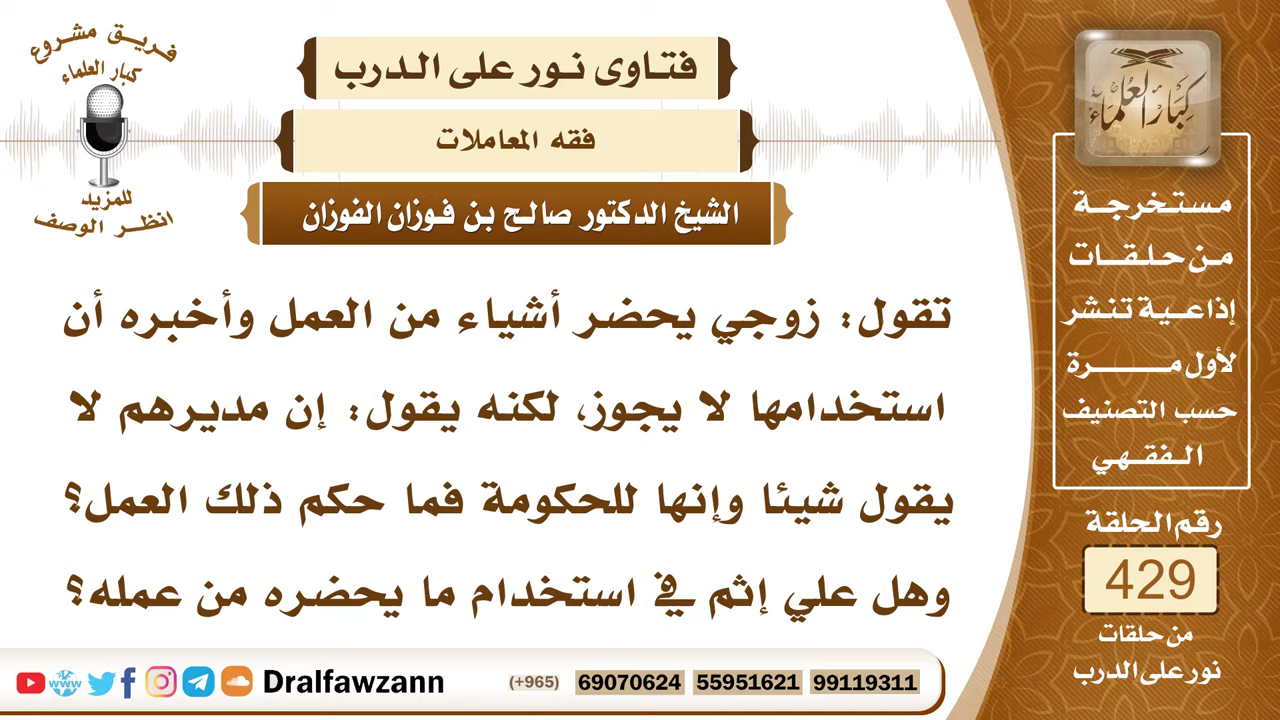 فريق مشروع
كبار العلماء
للمزيد
انظر الوصف
فتاوى نور على الدرب
فقه المعاملات
الشيخ الدكتور صالح بن فوزان الفوزان
تقول: زوجي يحضر أشياء من العمل وأخبره أن
استخدامها لا يجوز، لكنه يقول: إن مديرهم لا
يقول شيئا وإنها للحكومة فما حكم ذلك العمل؟
وهل علي إثم في استخدام ما يحضره من عمله؟
كبار العلماء
مستخرجة
من حلقات
إذاعية تنشر
لأول مرة
حسب التصنيف
الفقهي
رقم الحلقة
429
من حلقات
نور على الدرب
www Dralfawzann (+965) 69070624 55951621 99119311